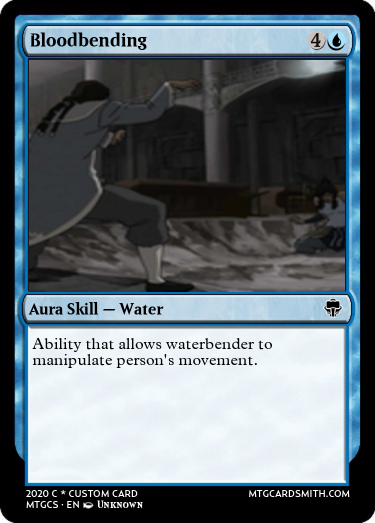 Bloodbending 4
Aura Skill — Water
Ability that allows waterbender to
manipulate person's movement.
2020 C * CUSTOM CARD MTGCARDSMITH.COM
MTGCS · EN UNKNOWN